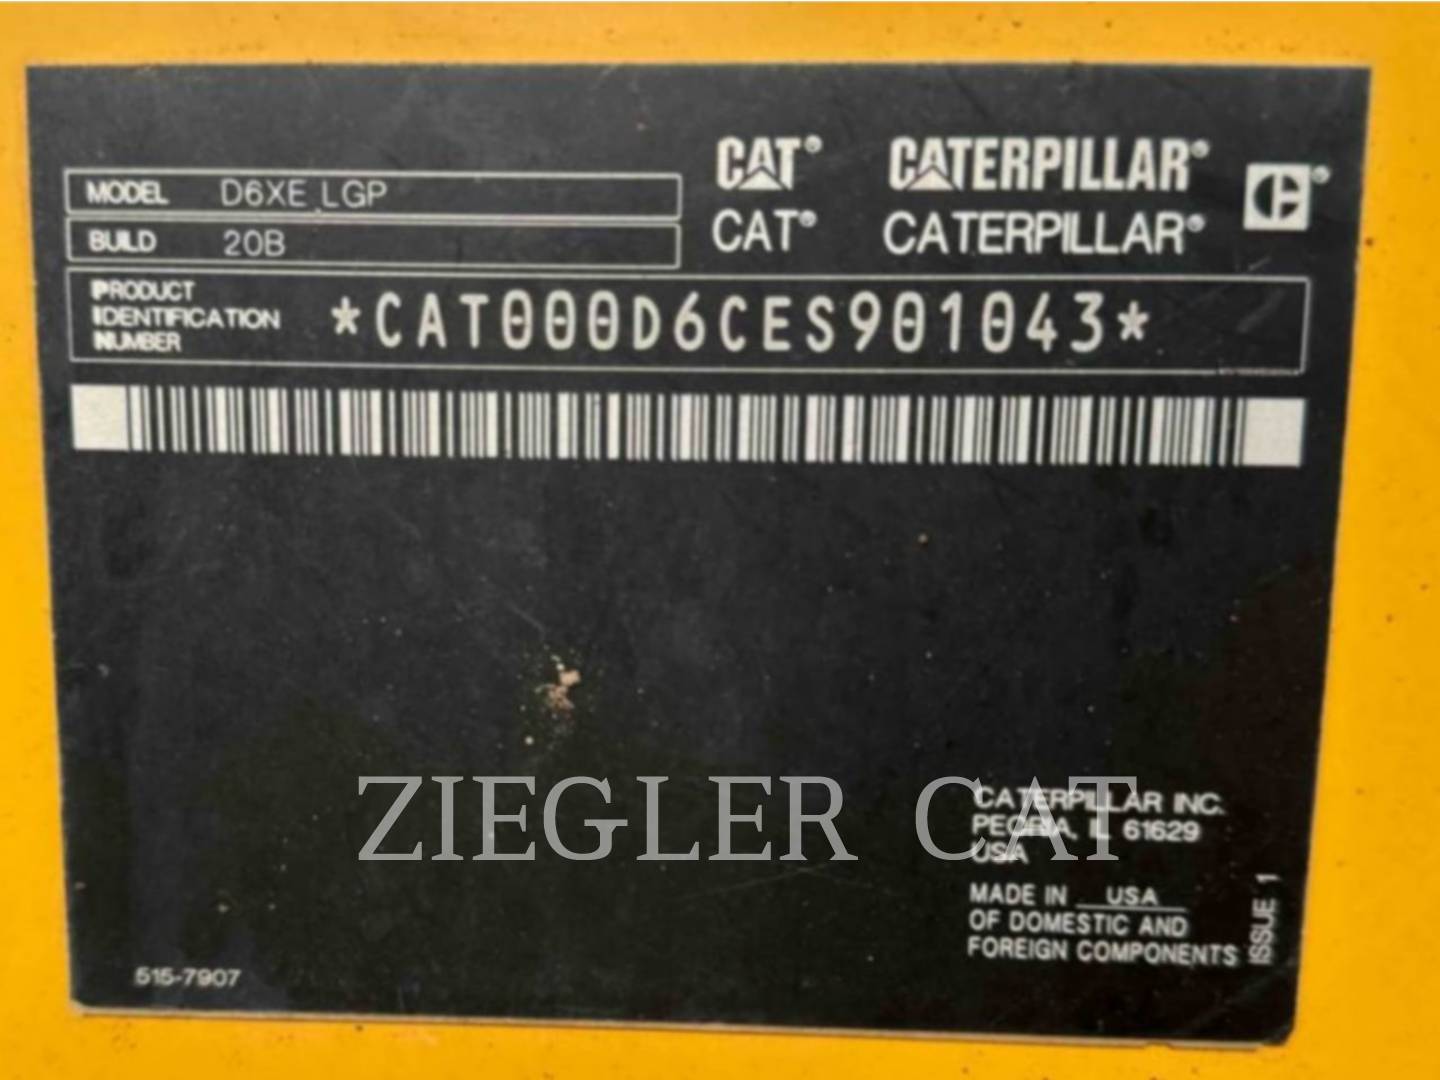 CAT® CATERPILLAR® ®
MODEL D6XE LGP
CAT® CATERPILLAR®
BUILD 20B
PRODUCT
IDENTIFICATION
NUMBER
*CAT000D6CES901043*
ZIEGLER CAT
CATERPILLAR INC.
PEORIA, IL 61629
USA
MADE IN USA
OF DOMESTIC AND
FOREIGN COMPONENTS
ISSUE 1
515-7907